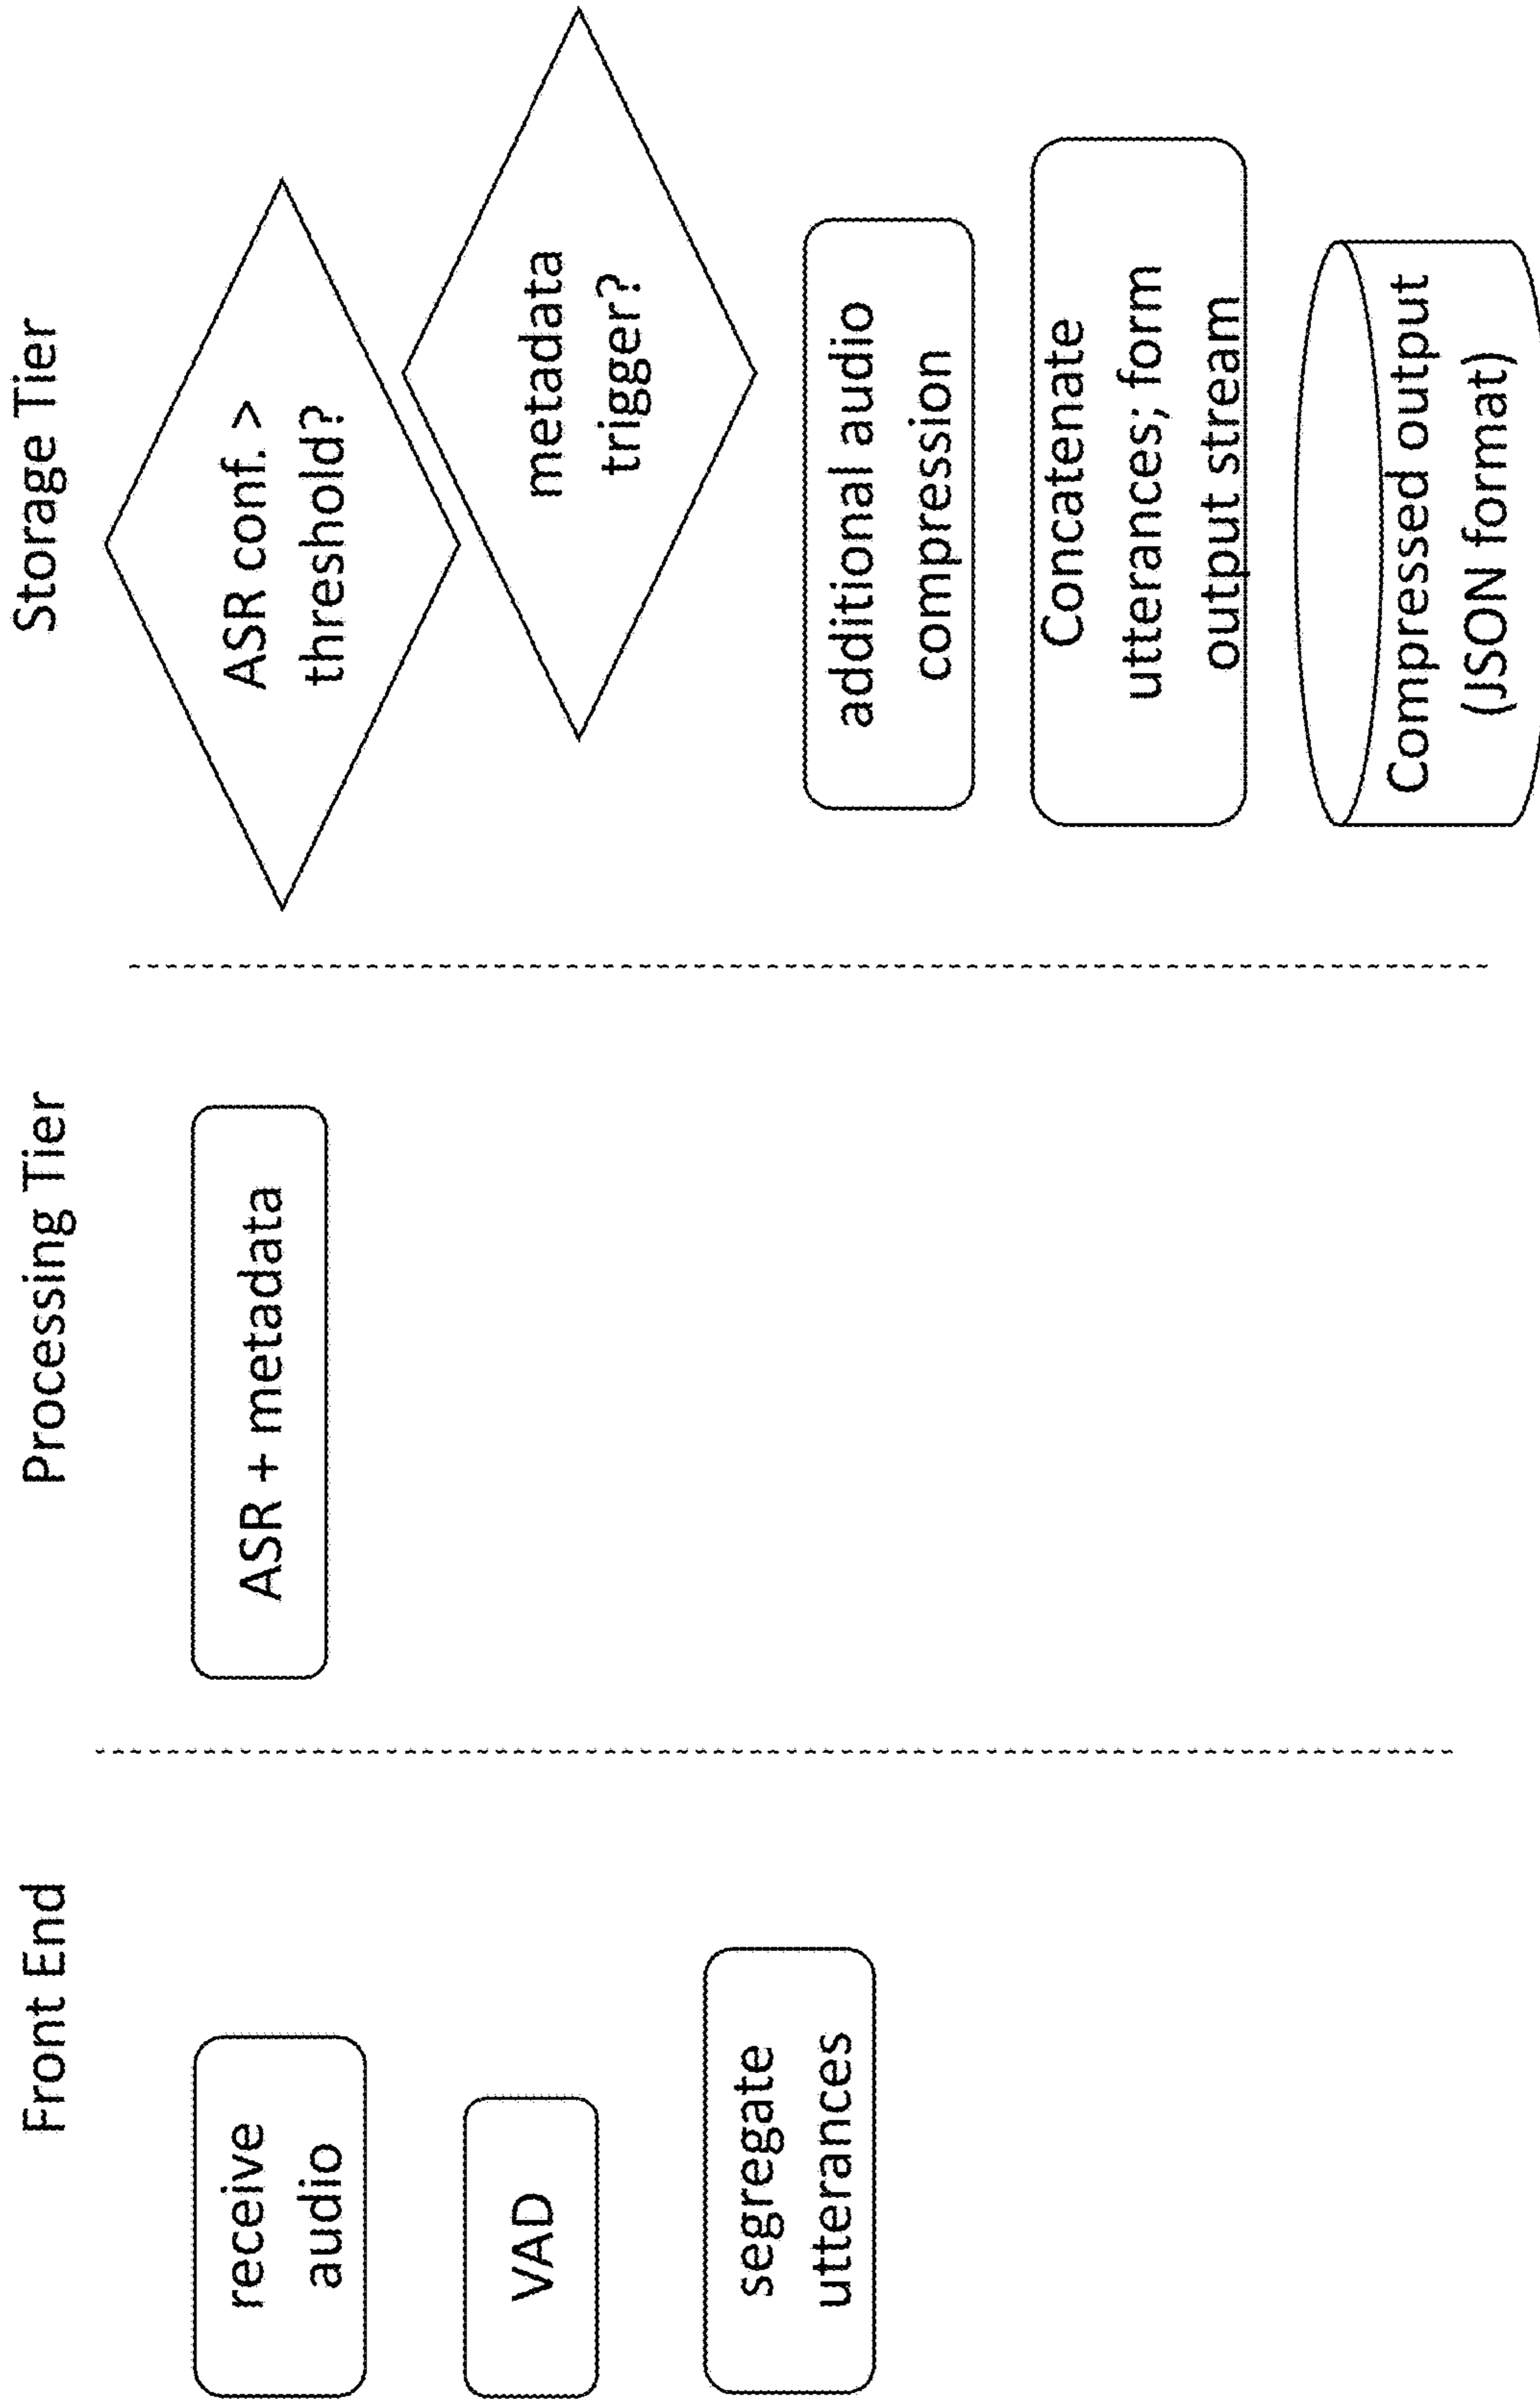 Front End
receive
audio
VAD
segregate
utterances
Processing Tier
ASR + metadata
Storage Tier
ASR conf. >
threshold?
metadata
trigger?
additional audio
compression
Concatenate
utterances; form
output stream
Compressed output
(JSON format)